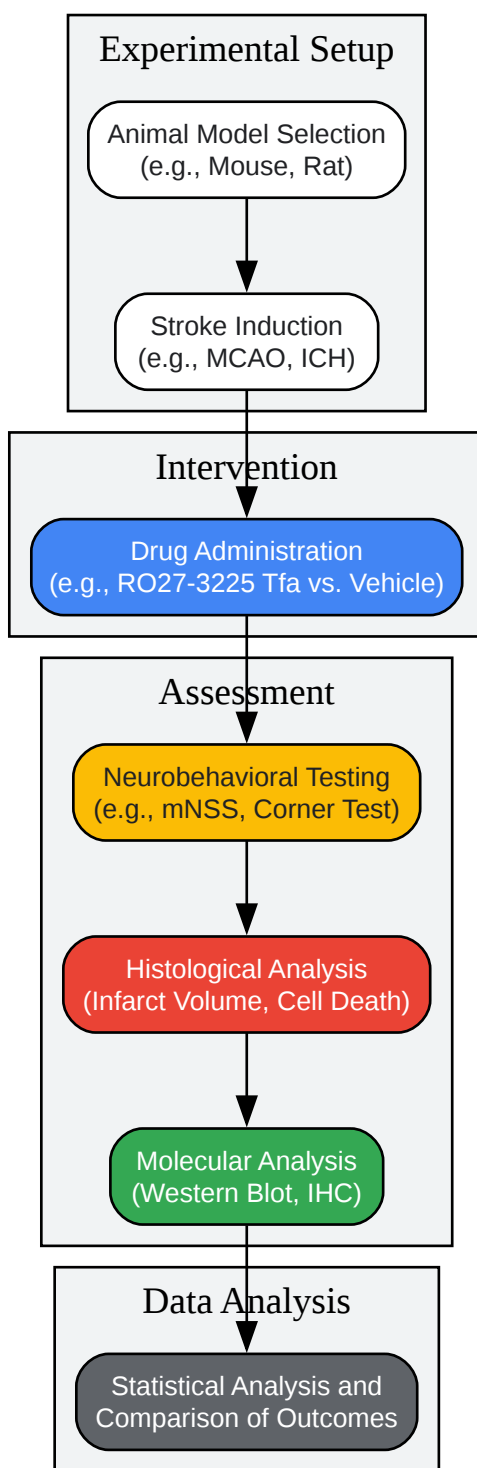 Experimental Setup
Animal Model Selection
(e.g., Mouse, Rat)
Stroke Induction
(e.g., MCAO, ICH)
Intervention
Drug Administration
(e.g., RO27-3225 Tfa vs. Vehicle)
Assessment
Neurobehavioral Testing
(e.g., mNSS, Corner Test)
Histological Analysis
(Infarct Volume, Cell Death)
Molecular Analysis
(Western Blot, IHC)
Data Analysis
Statistical Analysis and
Comparison of Outcomes